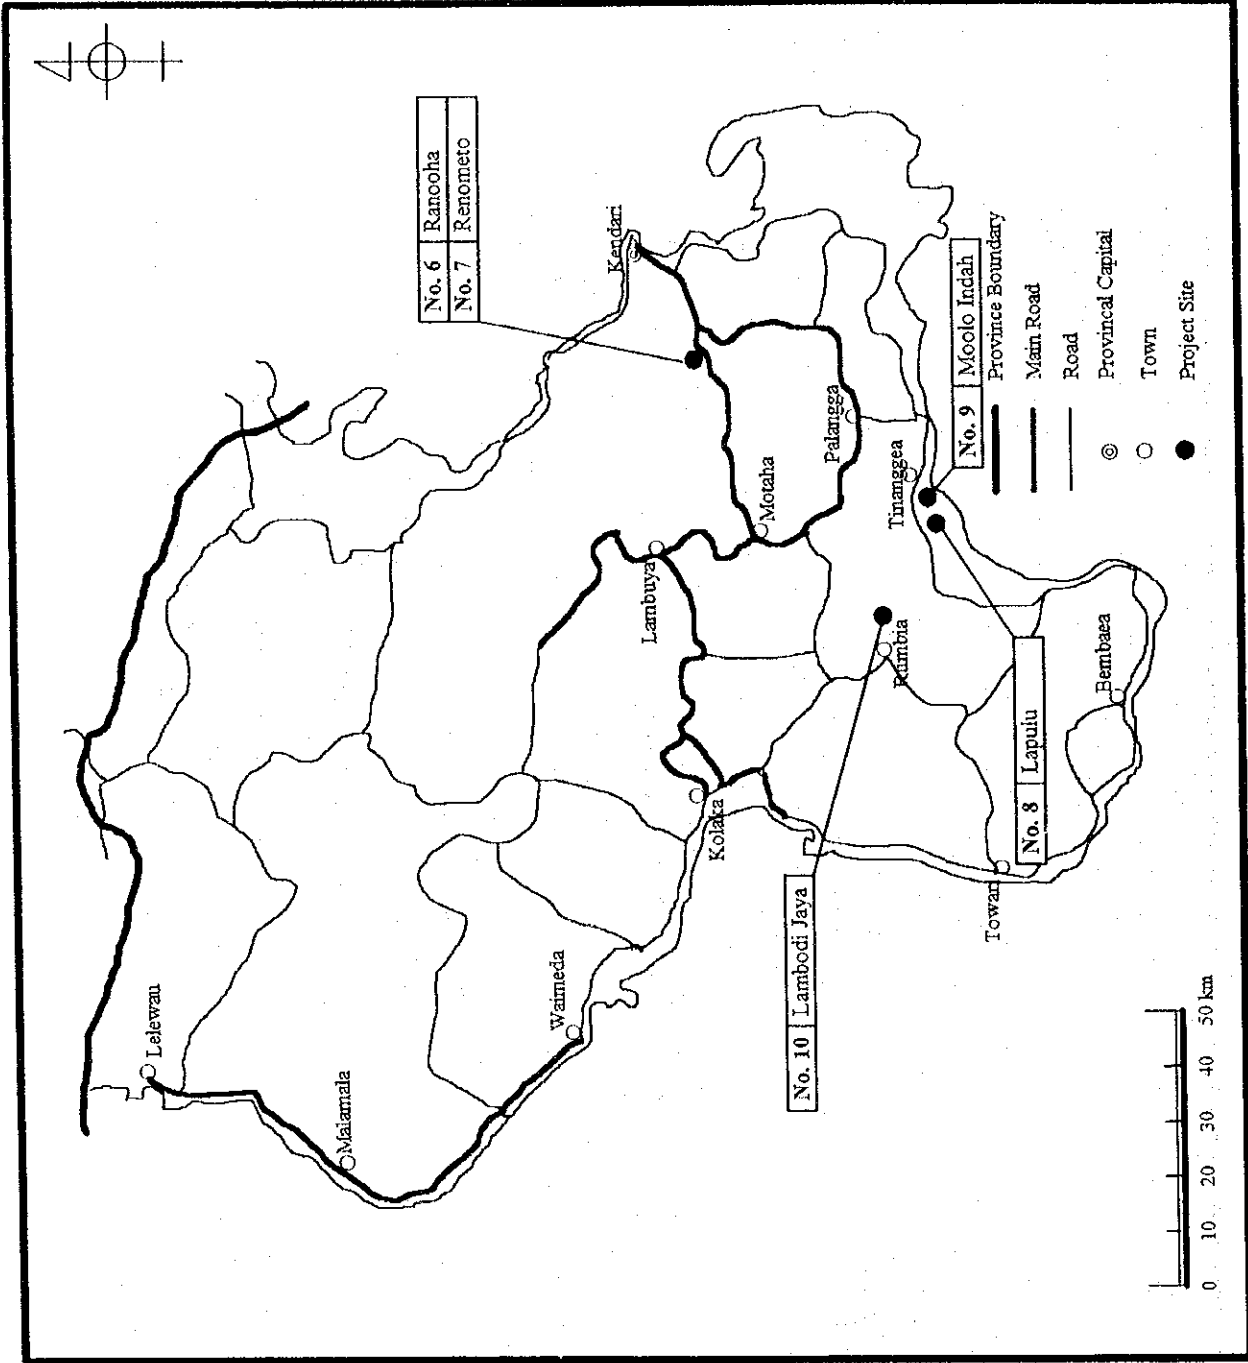 No. 6 Ranooha
No. 7 Renometo
Kendari
Lelewau
Malamala
Waimeda
Kolaka
Lambuya
Motaha
Palangga
Tinanggea
Rumbia
Towari
Bembaea
No. 10 Lambodi Jaya
No. 8 Lapulu
No. 9 Moolo Indah
Province Boundary
Main Road
Road
Provincal Capital
Town
Project Site
0 10 20 30 40 50 km